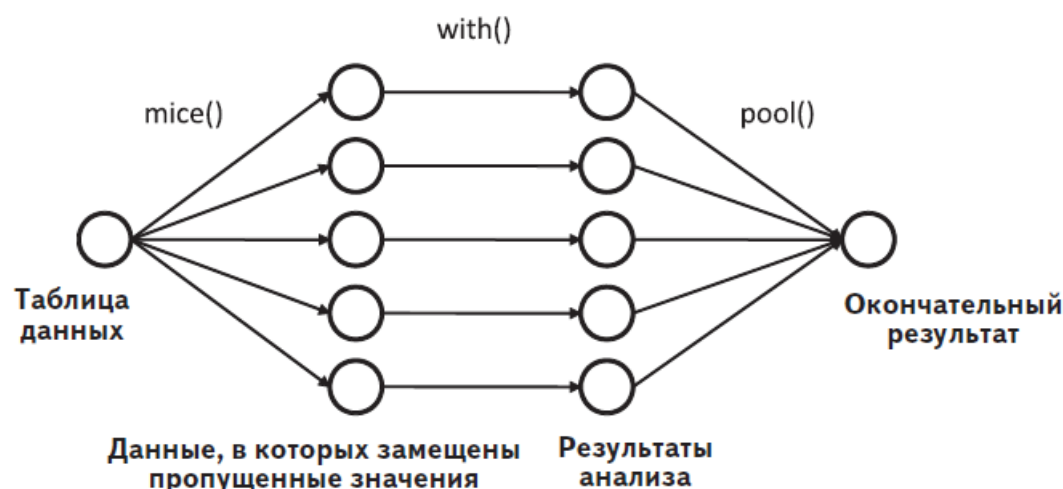 with()
mice()
pool()
Таблица
данных
Окончательный
результат
Данные, в которых замещены
пропущенные значения
Результаты
анализа